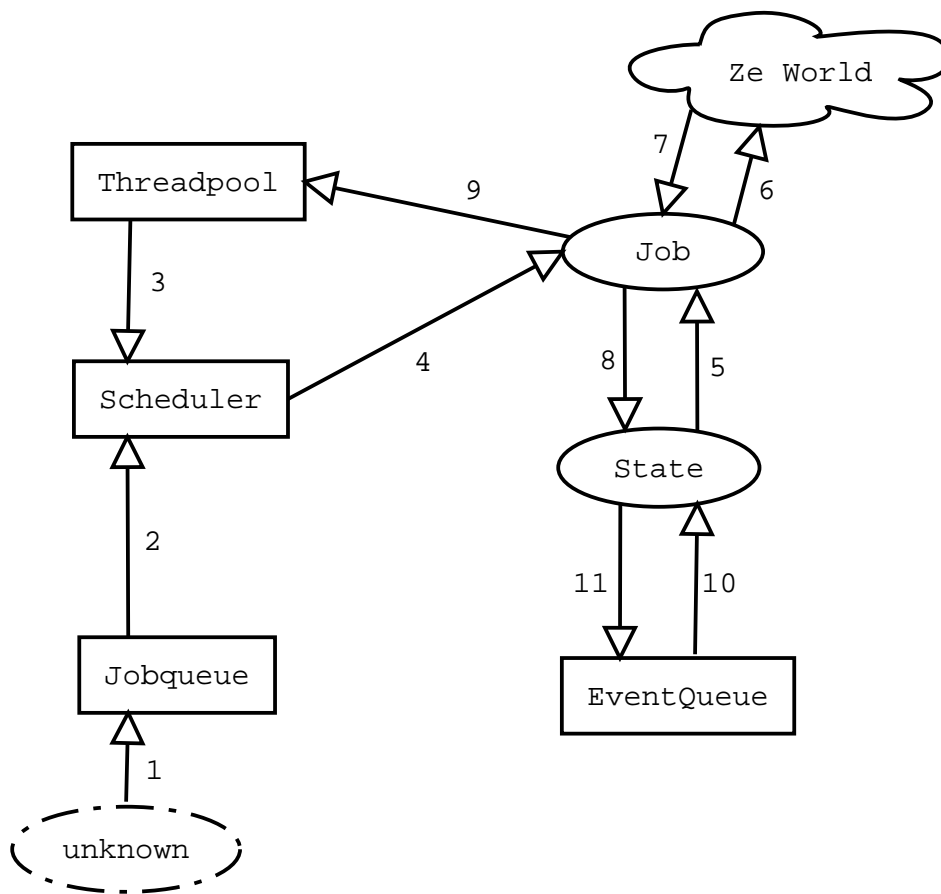 Ze World
7
6
Threadpool
9
Job
3
4
8
5
Scheduler
State
2
11
10
Jobqueue
EventQueue
1
unknown